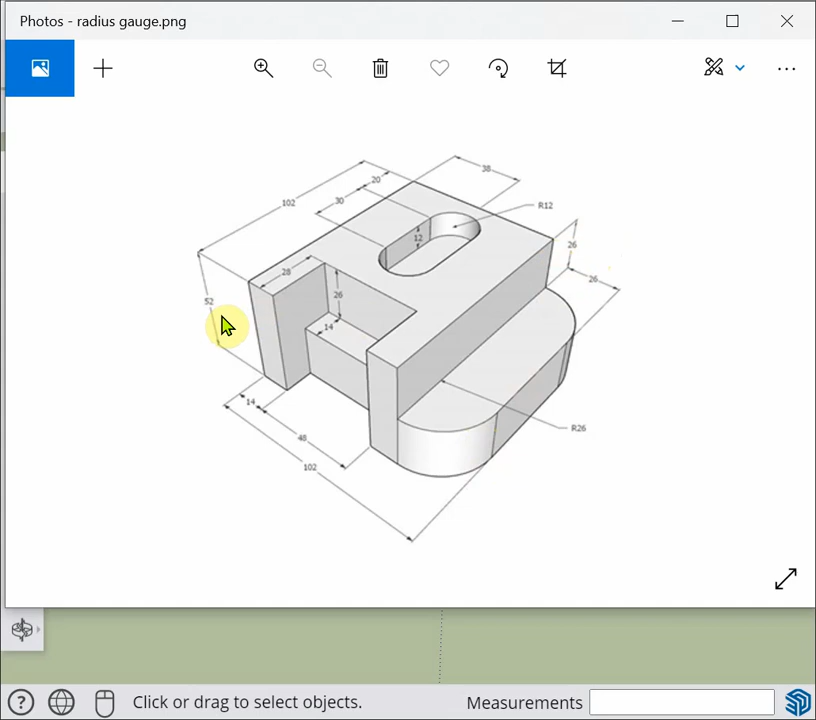 Photos - radius gauge.png
38
20
102
30
R12
12
26
28
26
26
52
14
14
48
R26
102
Click or drag to select objects.
Measurements